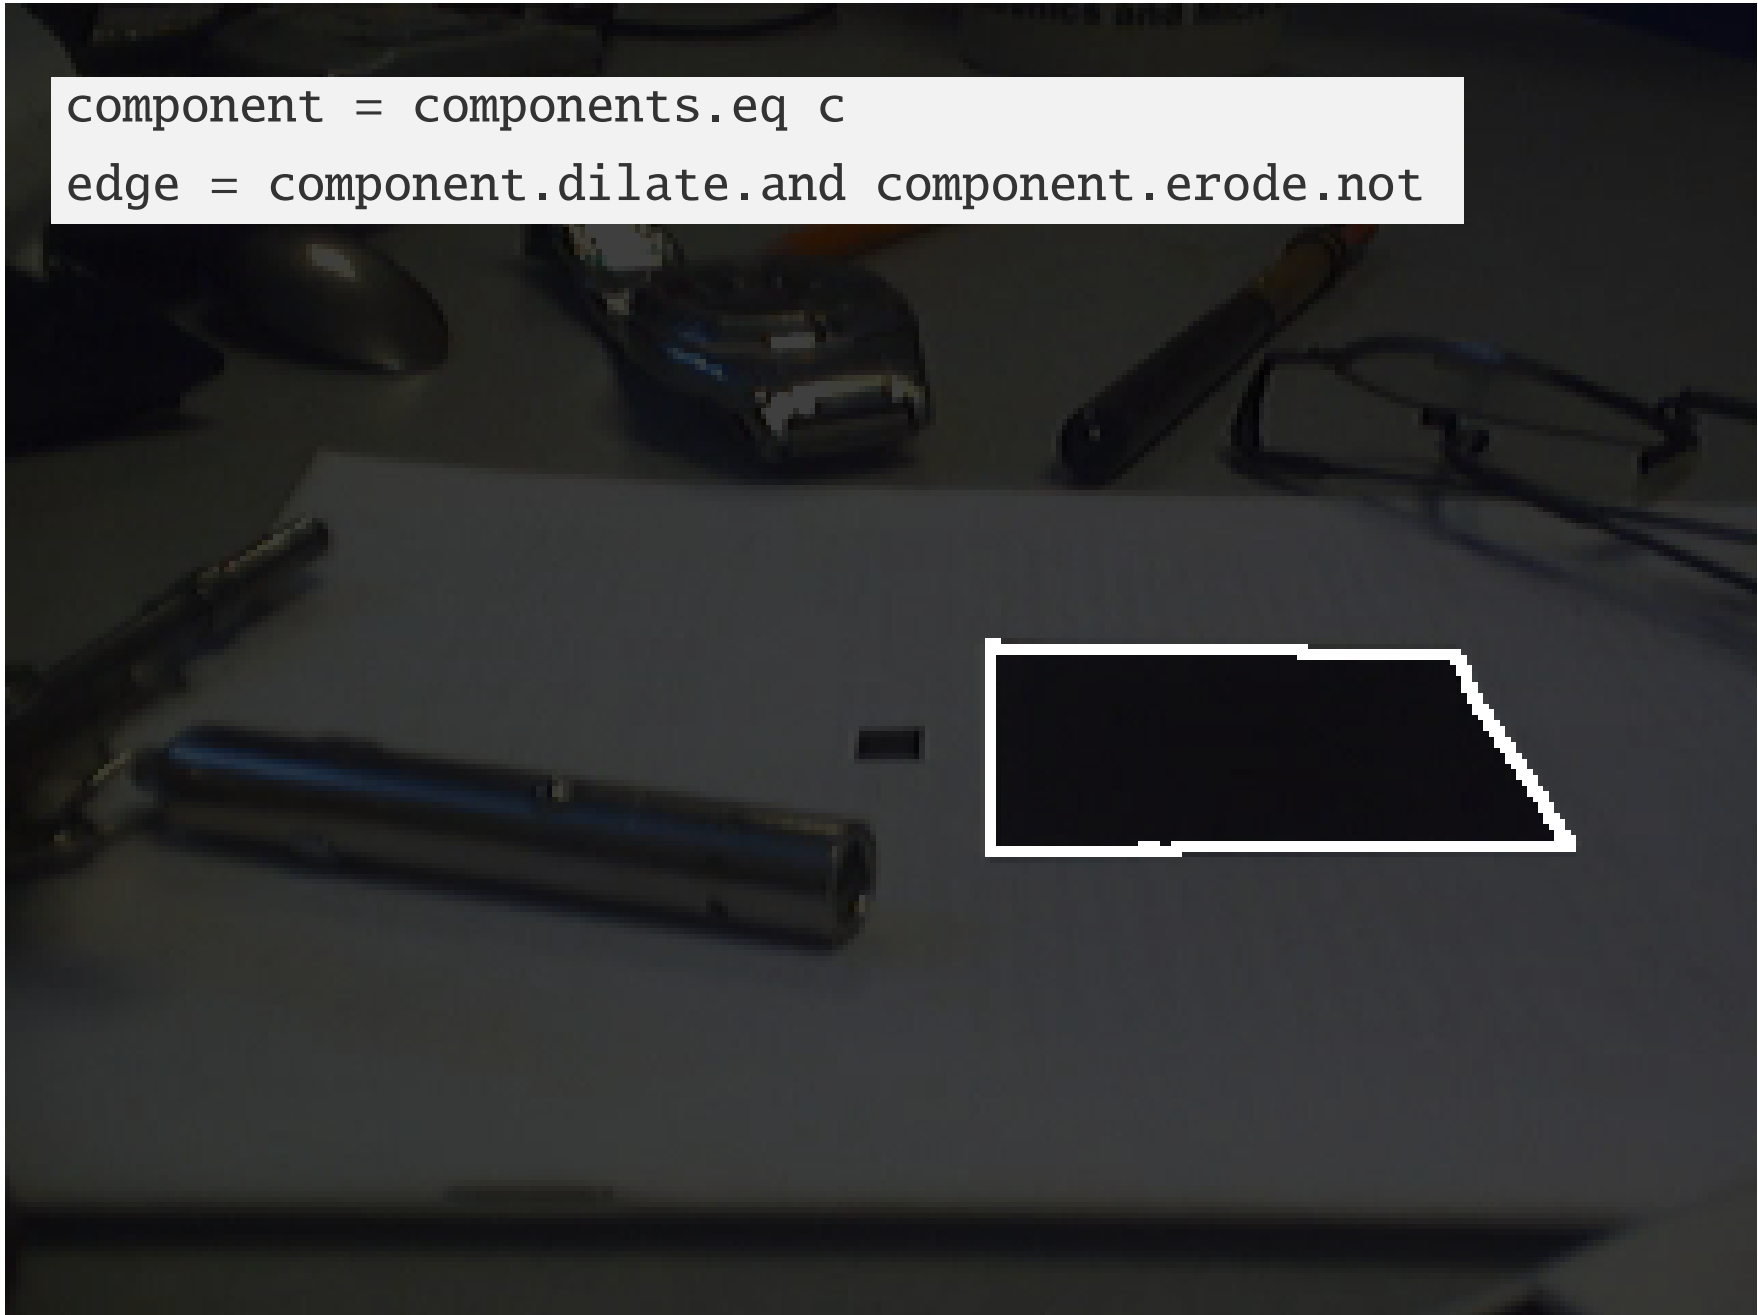 component = components.eq c
edge = component.dilate.and component.erode.not